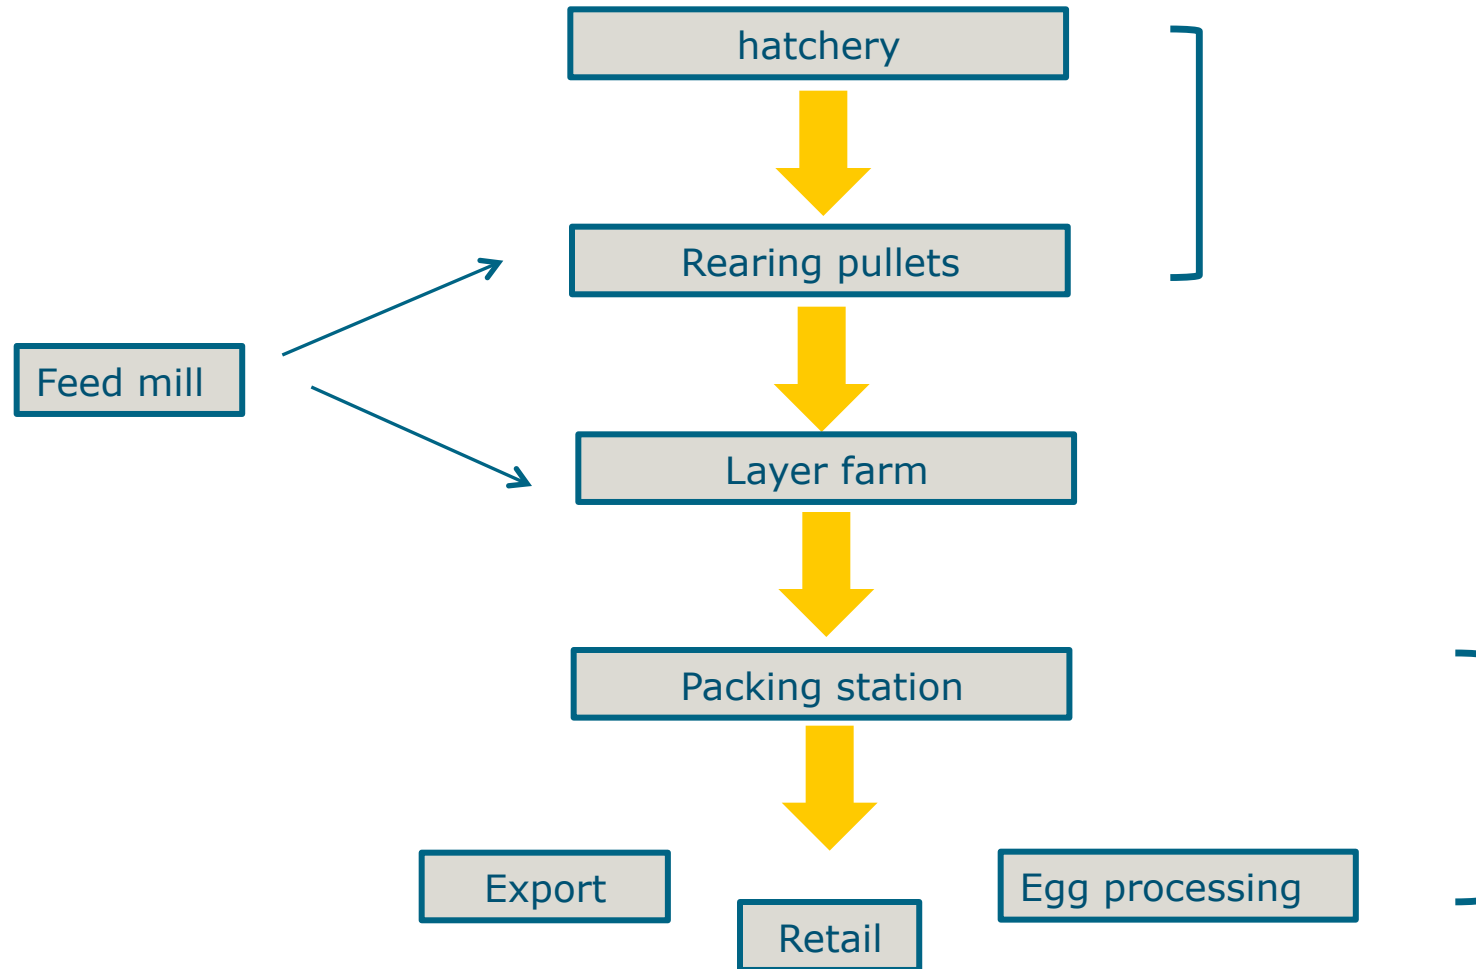 hatchery
Rearing pullets
Feed mill
Layer farm
Packing station
Export
Egg processing
Retail